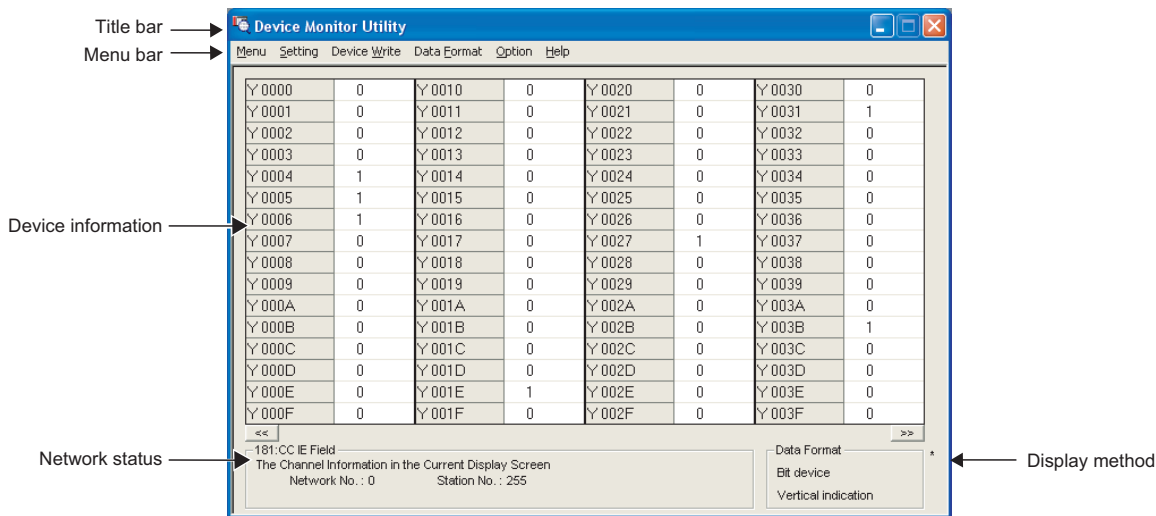 Title bar
Device Monitor Utility
Menu bar
Menu Setting Device Write Data Format Option Help
Y 0000 0 Y 0010 0 Y 0020 0 Y 0030 0
Y 0001 0 Y 0011 0 Y 0021 0 Y 0031 1
Y 0002 0 Y 0012 0 Y 0022 0 Y 0032 0
Y 0003 0 Y 0013 0 Y 0023 0 Y 0033 0
Y 0004 1 Y 0014 0 Y 0024 0 Y 0034 0
Y 0005 1 Y 0015 0 Y 0025 0 Y 0035 0
Device information
Y 0006 1 Y 0016 0 Y 0026 0 Y 0036 0
Y 0007 0 Y 0017 0 Y 0027 1 Y 0037 0
Y 0008 0 Y 0018 0 Y 0028 0 Y 0038 0
Y 0009 0 Y 0019 0 Y 0029 0 Y 0039 0
Y 000A 0 Y 001A 0 Y 002A 0 Y 003A 0
Y 000B 0 Y 001B 0 Y 002B 0 Y 003B 1
Y 000C 0 Y 001C 0 Y 002C 0 Y 003C 0
Y 000D 0 Y 001D 0 Y 002D 0 Y 003D 0
Y 000E 0 Y 001E 1 Y 002E 0 Y 003E 0
Y 000F 0 Y 001F 0 Y 002F 0 Y 003F 0
<< >>
Network status
181:CC IE Field
The Channel Information in the Current Display Screen
Network No. : 0 Station No. : 255
Data Format
Bit device
Vertical indication
*
Display method